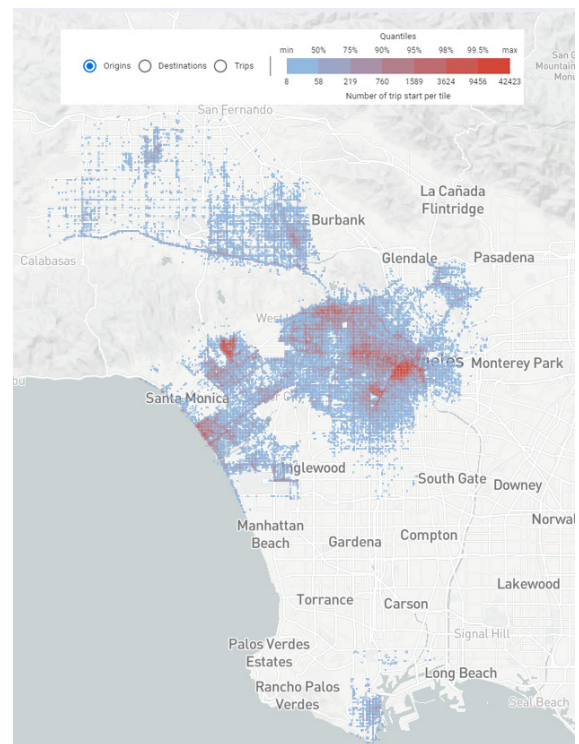 Quantiles
min 50% 75% 90% 95% 98% 99.5% max
Origins Destinations Trips
8 58 219 760 1589 3624 9456 42423
Number of trip start per tile
San Fernando
La Cañada
Flintridge
Burbank
Glendale Pasadena
Calabasas
Monterey Park
Santa Monica
Inglewood
South Gate Downey
Manhattan
Beach
Norwal
Gardena Compton
Lakewood
Torrance Carson
Signal Hill
Palos Verdes
Estates
Long Beach
Rancho Palos
Verdes
Seal Beach